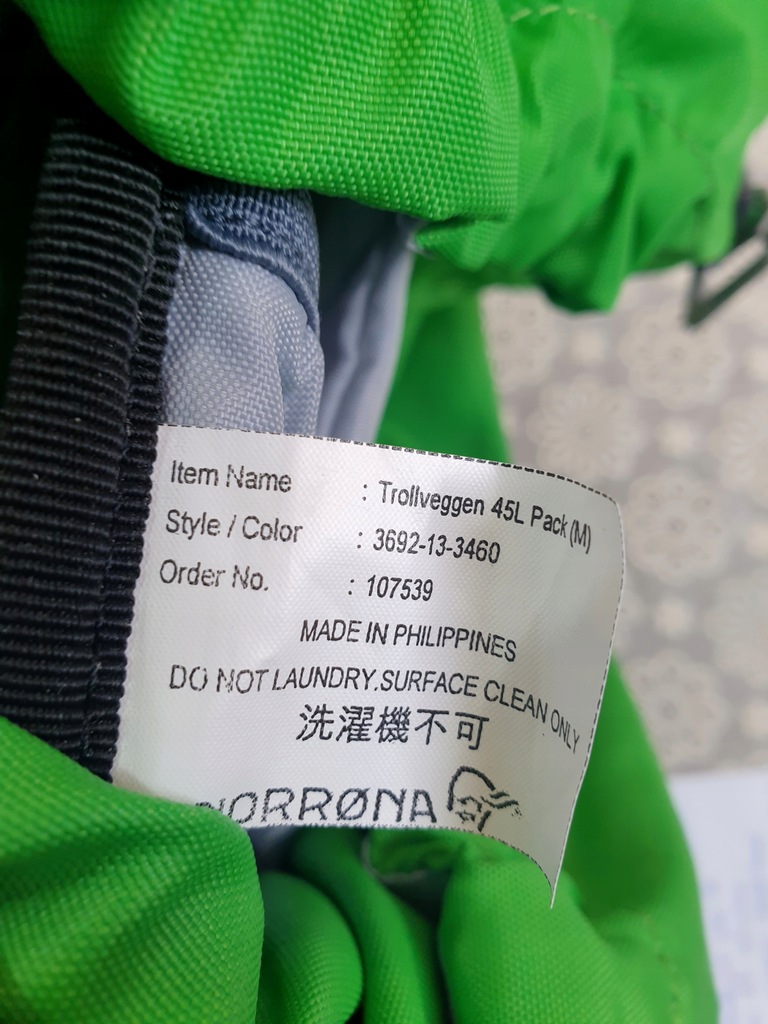 Item Name : Trollveggen 45L Pack (M)
Style / Color : 3692-13-3460
Order No. : 107539
MADE IN PHILIPPINES
DO NOT LAUNDRY.SURFACE CLEAN ONLY
洗濯機不可
NORRØNA